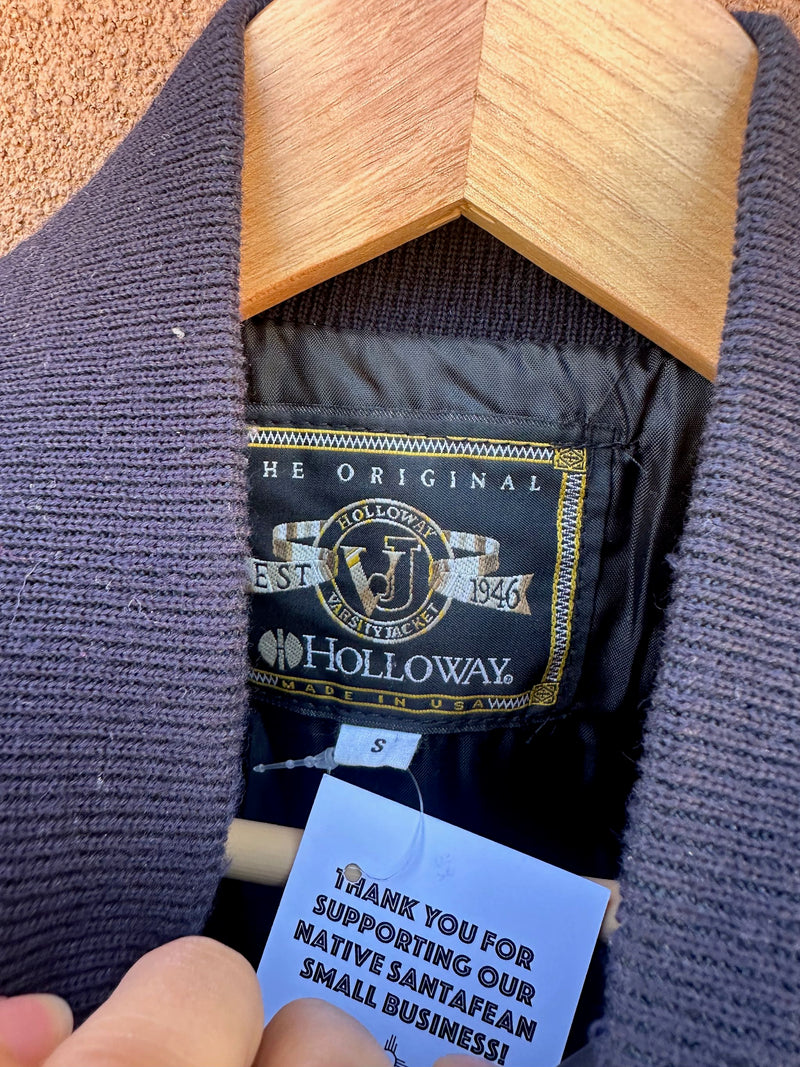 HE ORIGINAL
HOLLOWAY
VJ
EST 1946
VARSITY JACKET
HOLLOWAY®
MADE IN USA
S
THANK YOU FOR
SUPPORTING OUR
NATIVE SANTAFEAN
SMALL BUSINESS!